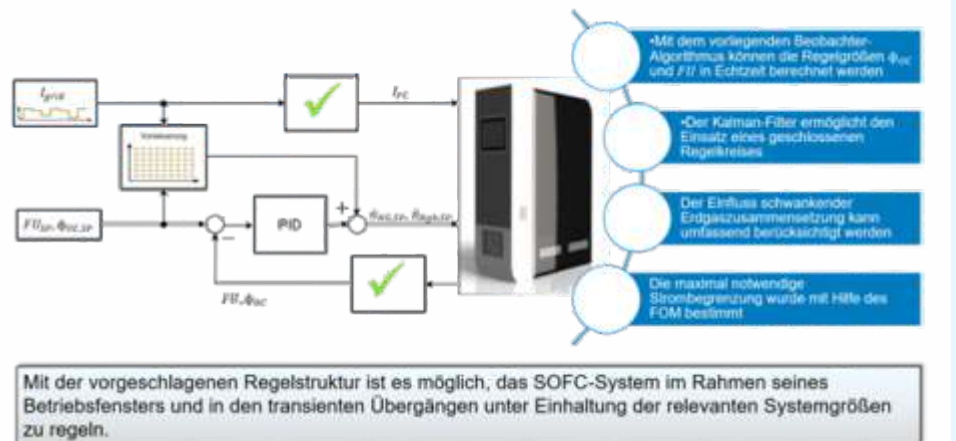 I_grid
Vorsteuerung
I_FC
FU_SP, Φ_OC,SP
PID
+
−
FU, Φ_OC
•Mit dem vorliegenden Beobachter-
Algorithmus können die Regelgrößen Φ_OC
und FU in Echtzeit berechnet werden
•Der Kalman-Filter ermöglicht den
Einsatz eines geschlossenen
Regelkreises
Der Einfluss schwankender
Erdgaszusammensetzung kann
umfassend berücksichtigt werden
Die maximal notwendige
Strombegrenzung wurde mit Hilfe des
FOM bestimmt
Mit der vorgeschlagenen Regelstruktur ist es möglich, das SOFC-System im Rahmen seines
Betriebsfensters und in den transienten Übergängen unter Einhaltung der relevanten Systemgrößen
zu regeln.